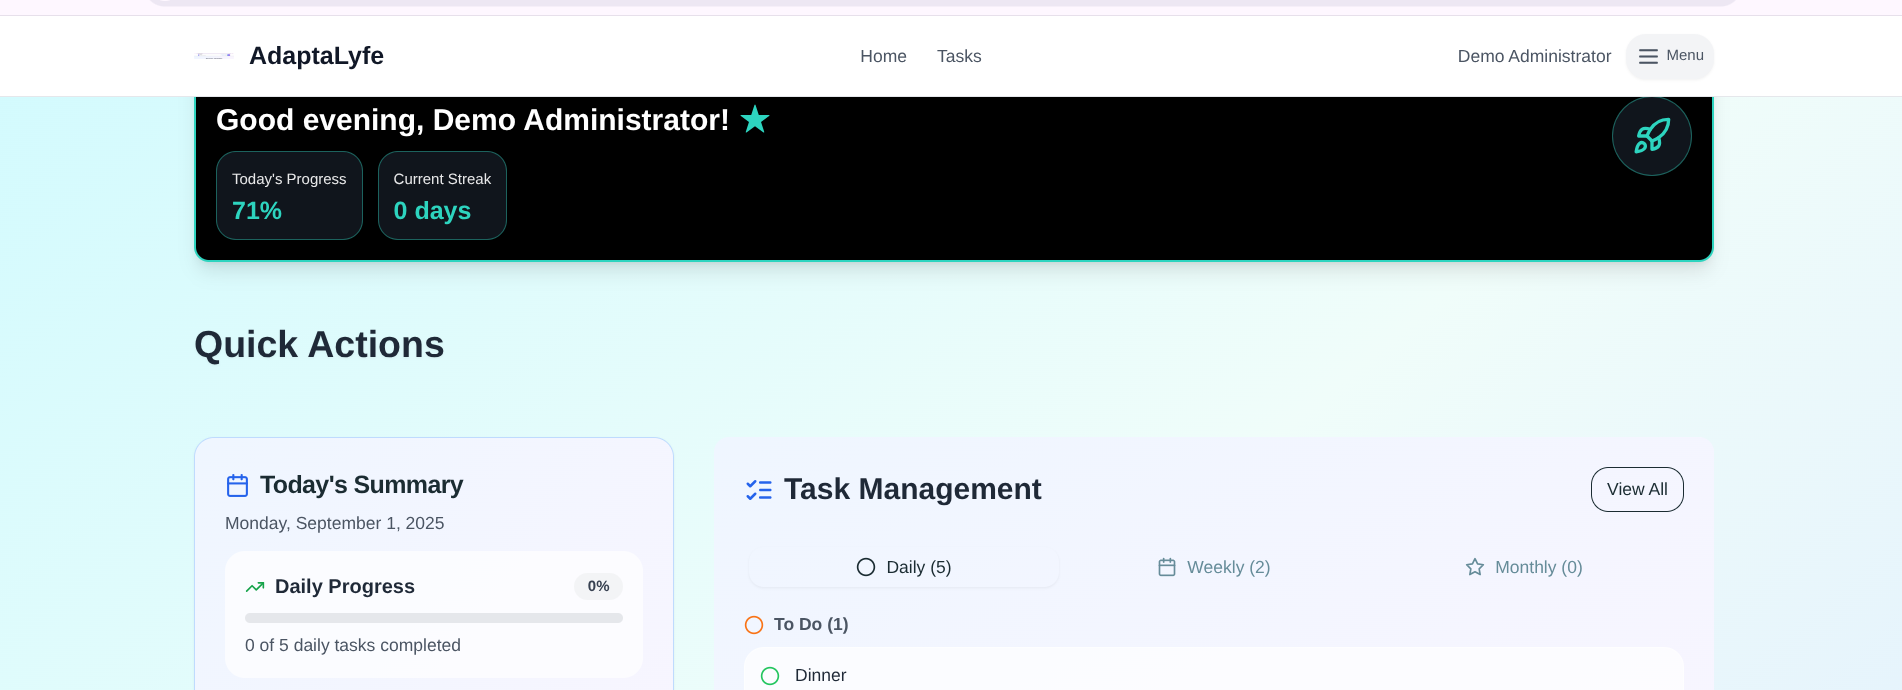 AdaptaLyfe
Home
Tasks
Demo Administrator
Menu
Good evening, Demo Administrator!
Today's Progress
71%
Current Streak
0 days
Quick Actions
Today's Summary
Monday, September 1, 2025
Daily Progress
0%
0 of 5 daily tasks completed
Task Management
View All
Daily (5)
Weekly (2)
Monthly (0)
To Do (1)
Dinner